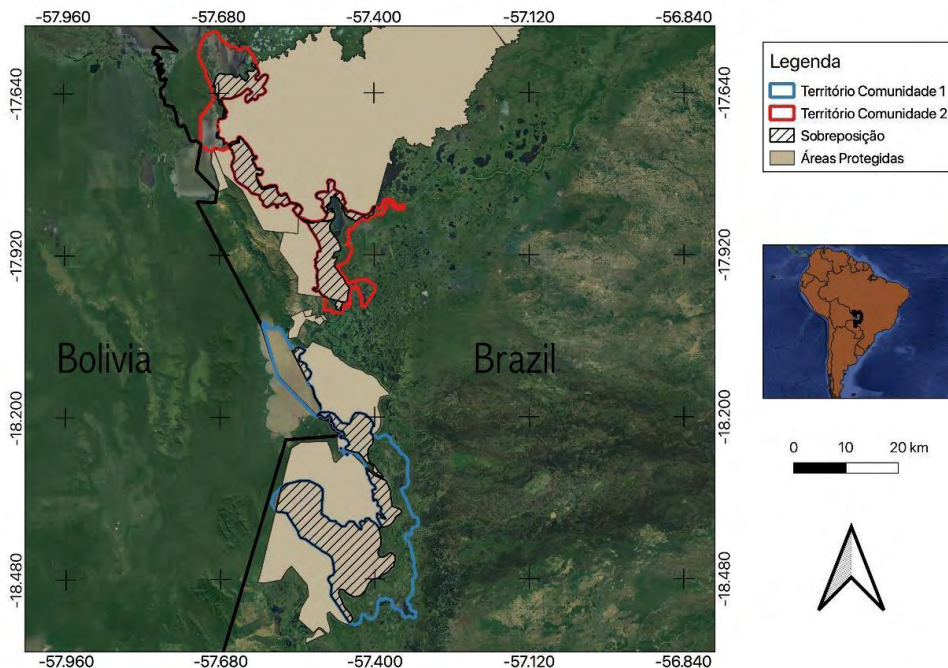 -57.960 -57.680 -57.400 -57.120 -56.840
-17.640 -17.640
-17.920 -17.920
-18.200 -18.200
-18.480 -18.480
Bolivia Brazil
-57.960 -57.680 -57.400 -57.120 -56.840
Legenda
Território Comunidade 1
Território Comunidade 2
Sobreposição
Áreas Protegidas
0 10 20 km